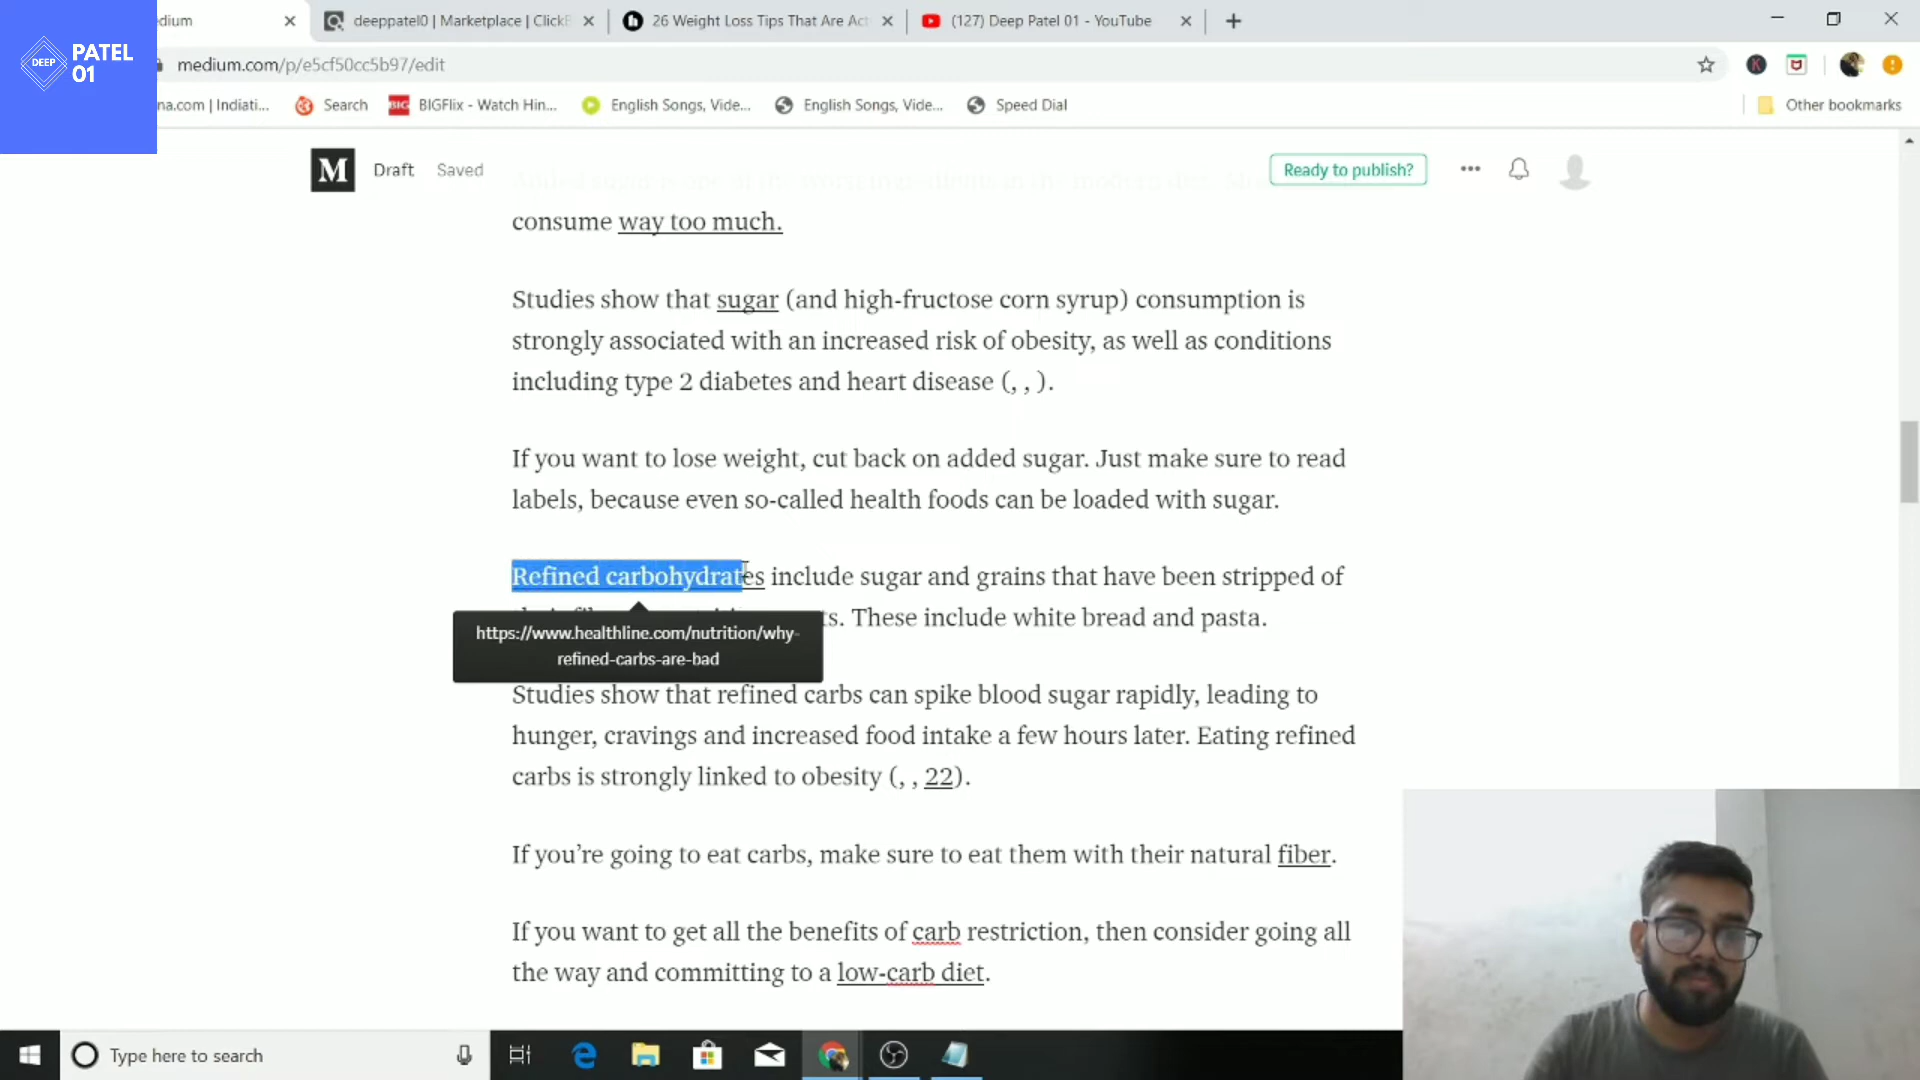 DEEP
PATEL
01
edium
deeppatel0 | Marketplace | ClickB
26 Weight Loss Tips That Are Act
(127) Deep Patel 01 - YouTube
medium.com/p/e5cf50cc5b97/edit
na.com | Indiati...
Search
BIG
BIGFlix - Watch Hin...
English Songs, Vide...
English Songs, Vide...
Speed Dial
Other bookmarks
M
Draft
Saved
Ready to publish?
consume way too much.
Studies show that sugar (and high-fructose corn syrup) consumption is
strongly associated with an increased risk of obesity, as well as conditions
including type 2 diabetes and heart disease (, , ).
If you want to lose weight, cut back on added sugar. Just make sure to read
labels, because even so-called health foods can be loaded with sugar.
Refined carbohydrates include sugar and grains that have been stripped of
ts. These include white bread and pasta.
https://www.healthline.com/nutrition/why-
refined-carbs-are-bad
Studies show that refined carbs can spike blood sugar rapidly, leading to
hunger, cravings and increased food intake a few hours later. Eating refined
carbs is strongly linked to obesity (, , 22).
If you’re going to eat carbs, make sure to eat them with their natural fiber.
If you want to get all the benefits of carb restriction, then consider going all
the way and committing to a low-carb diet.
Type here to search